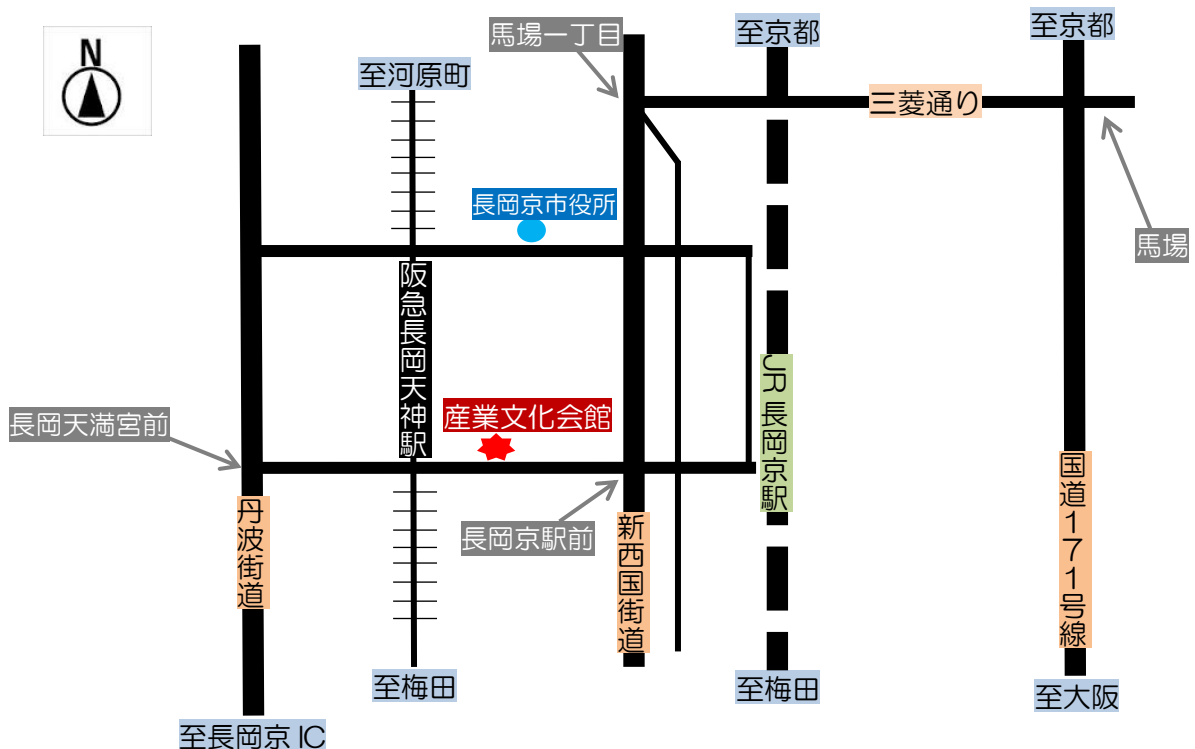 N
馬場一丁目
至京都
至京都
至河原町
三菱通り
長岡京市役所
馬場
阪急長岡天神駅
産業文化会館
JR長岡京駅
長岡天満宮前
長岡京駅前
丹波街道
新西国街道
国道171号線
至梅田
至梅田
至大阪
至長岡京IC